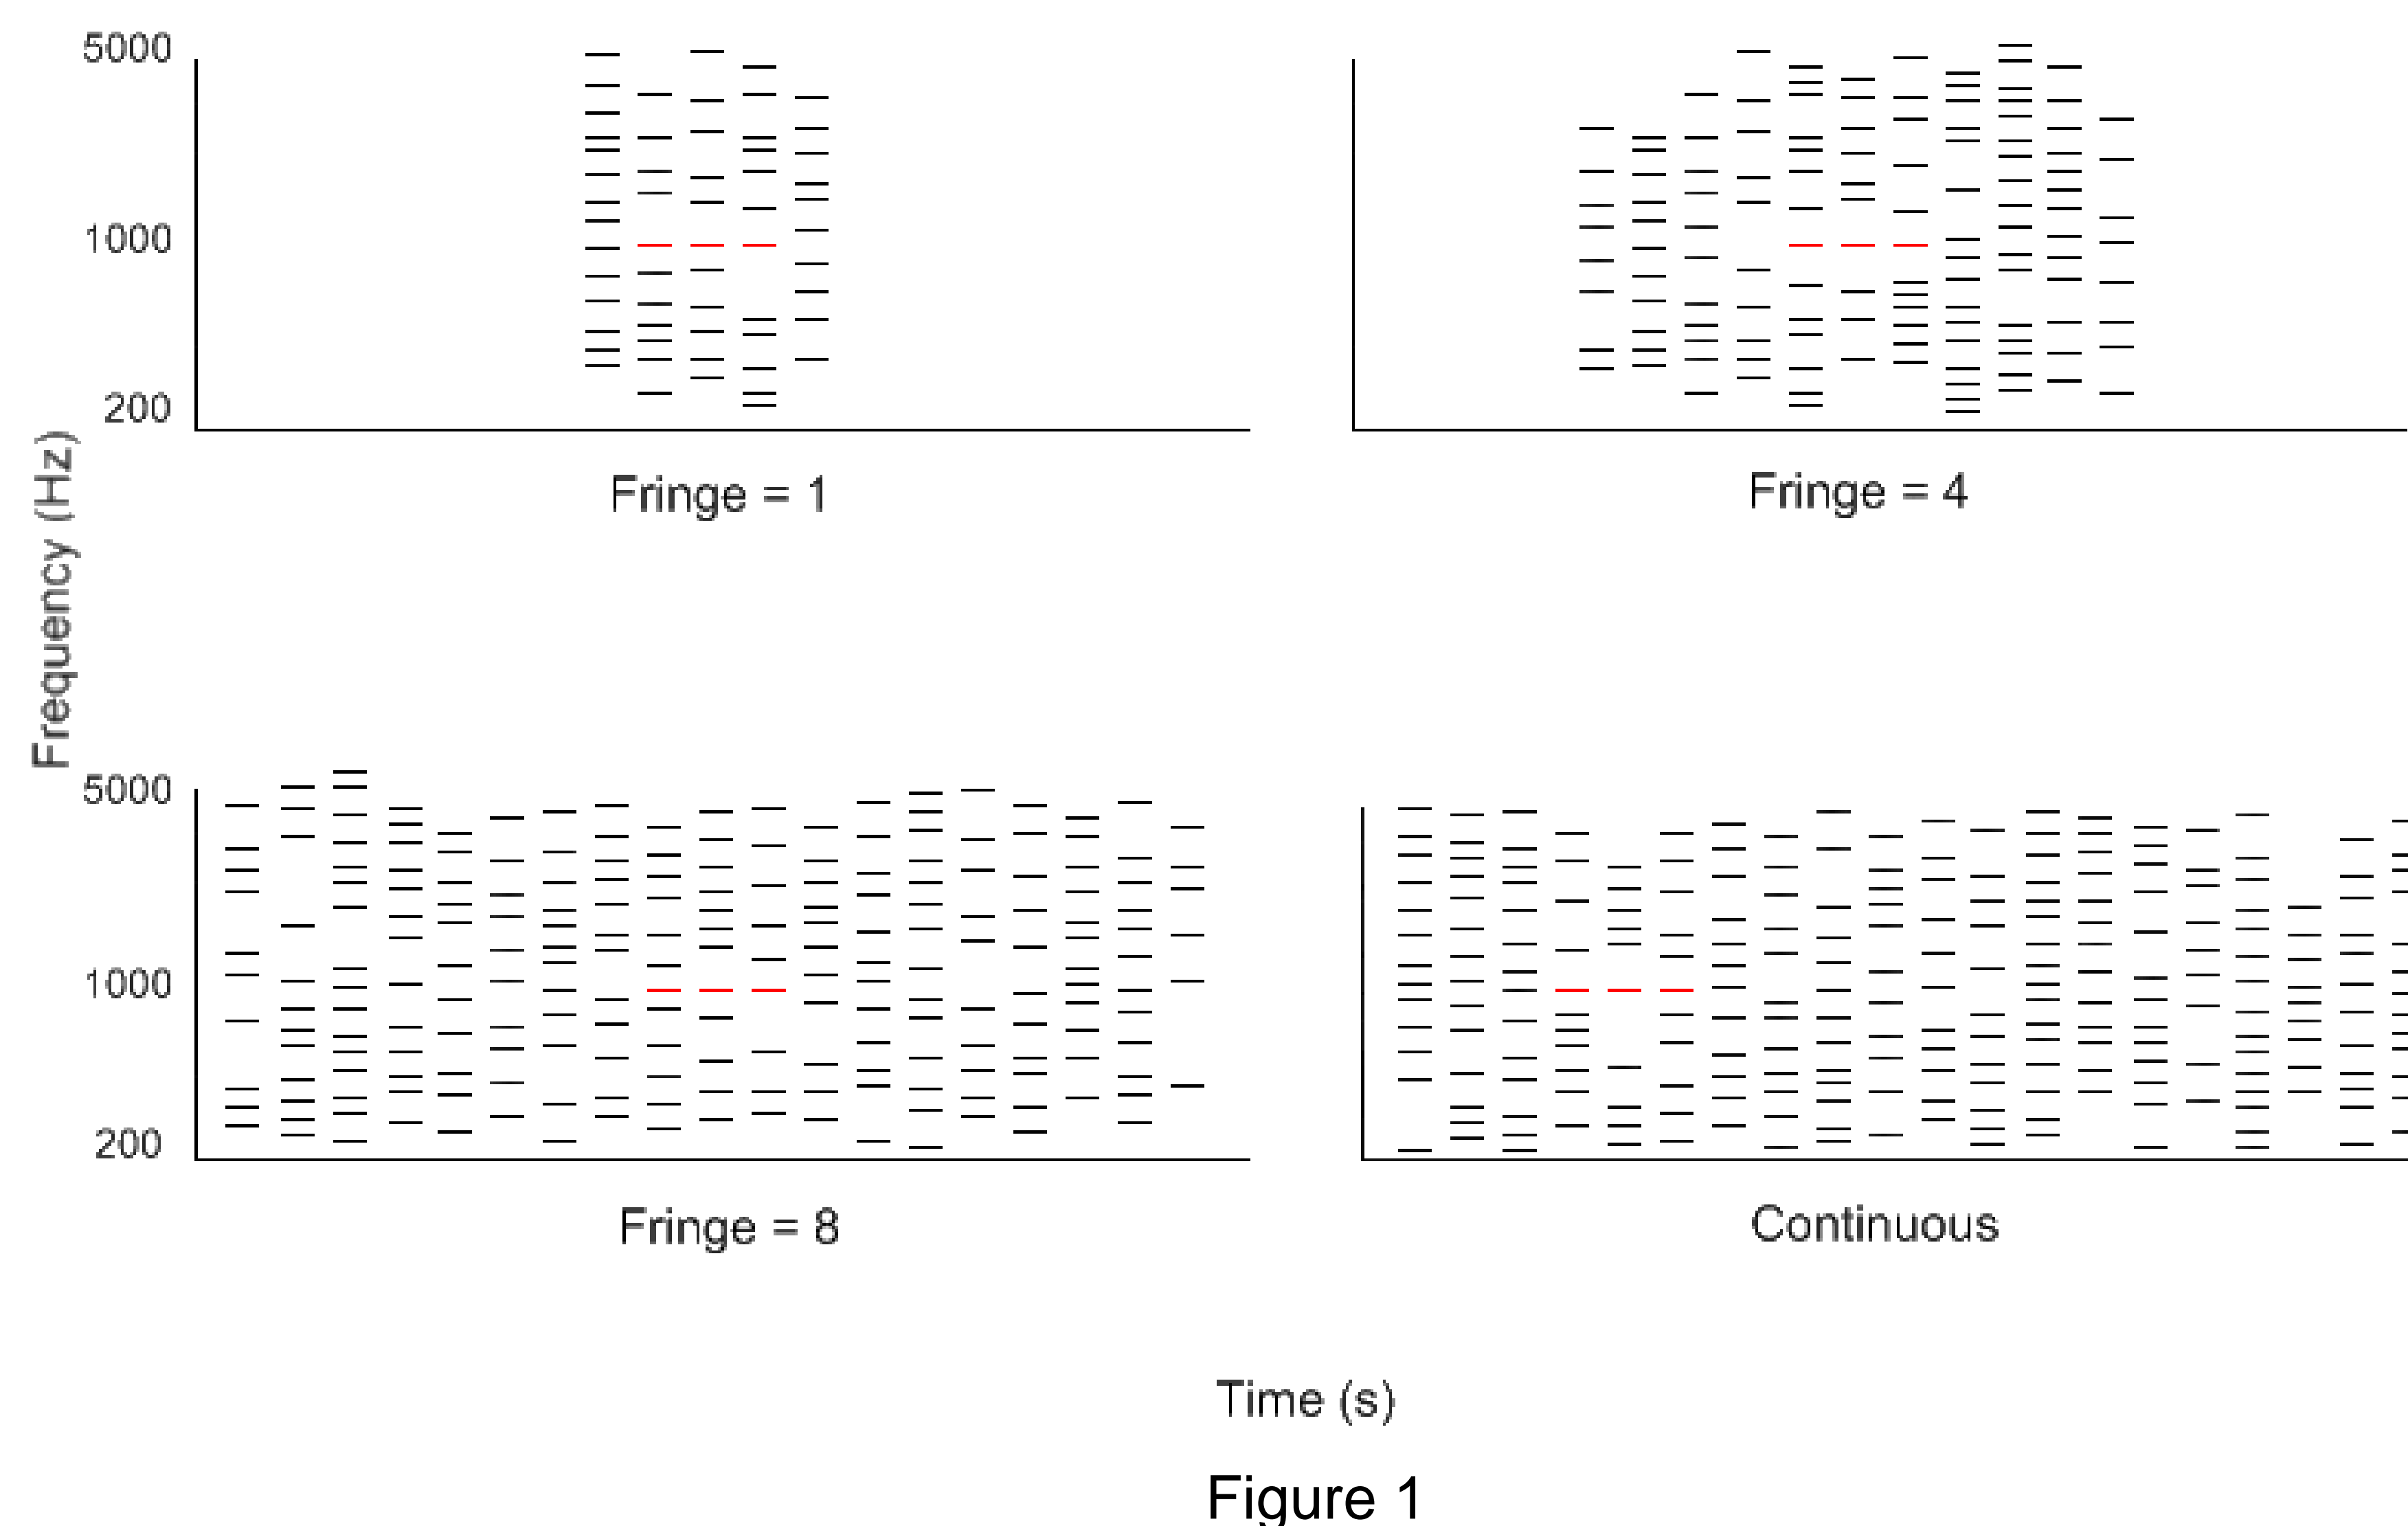 5000
1000
200
Fringe = 1
Fringe = 4
Frequency (Hz)
5000
1000
200
Fringe = 8
Continuous
Time (s)
Figure 1